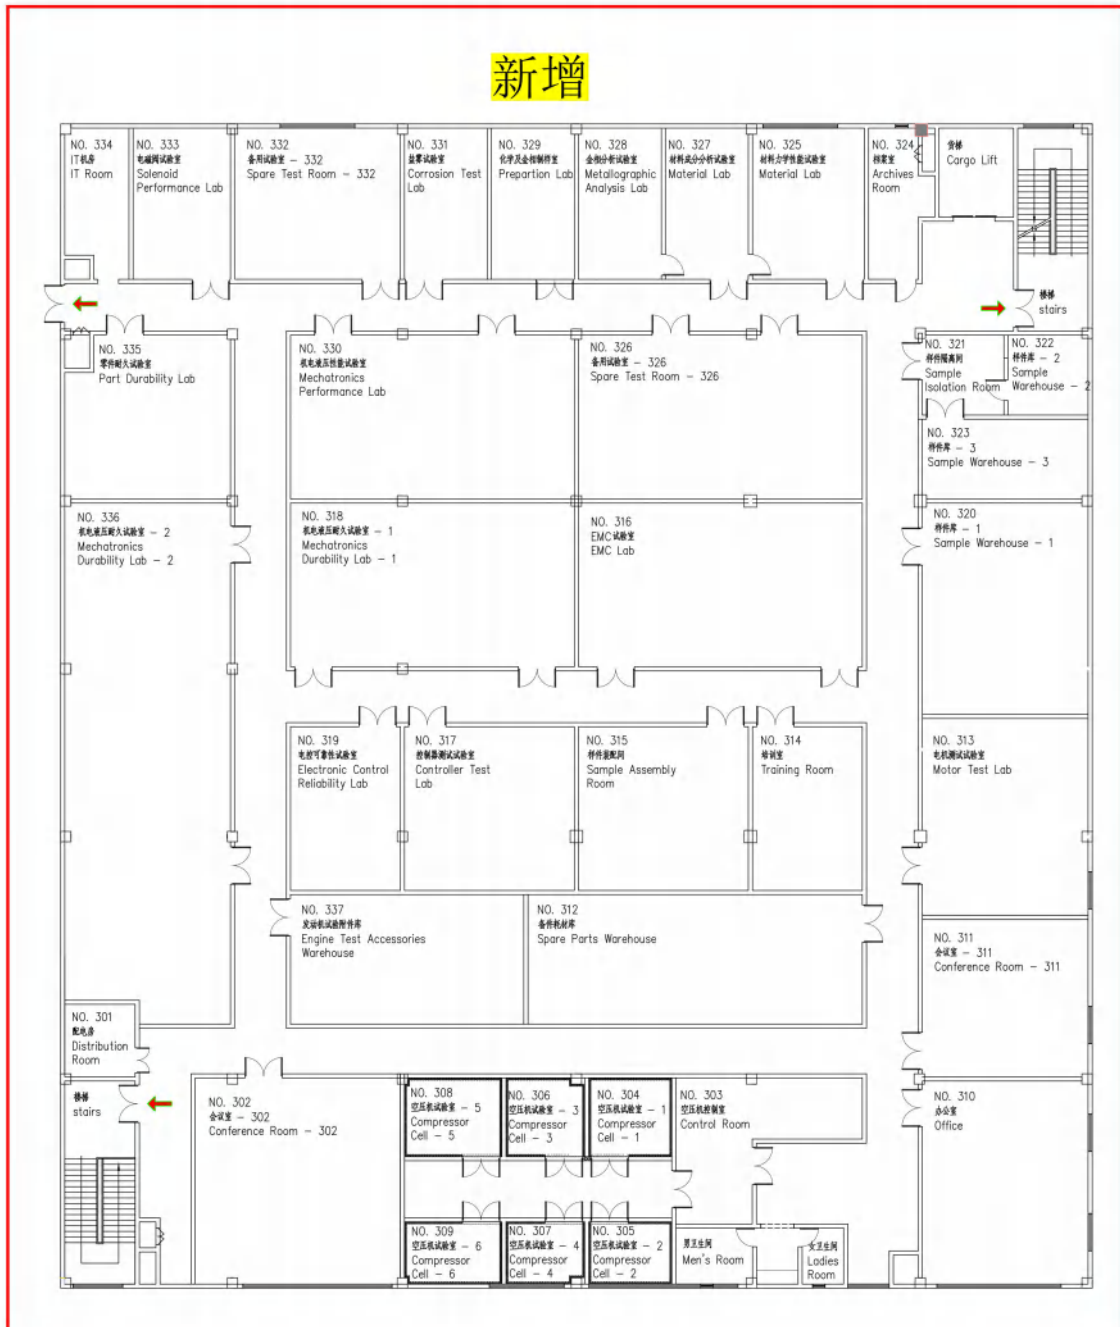 新增
NO. 334
IT机房
IT Room
NO. 333
电磁阀试验室
Solenoid
Performance Lab
NO. 332
备用试验室 - 332
Spare Test Room - 332
NO. 331
盐雾试验室
Corrosion Test
Lab
NO. 329
化学及金相制样室
Prepartion Lab
NO. 328
金相分析试验室
Metallographic
Analysis Lab
NO. 327
材料成分分析试验室
Material Lab
NO. 325
材料力学性能试验室
Material Lab
NO. 324
档案室
Archives
Room
货梯
Cargo Lift
楼梯
stairs
NO. 335
零件耐久试验室
Part Durability Lab
NO. 330
机电液压性能试验室
Mechatronics
Performance Lab
NO. 326
备用试验室 - 326
Spare Test Room - 326
NO. 321
样件隔离间
Sample
Isolation Room
NO. 322
样件库 - 2
Sample
Warehouse - 2
NO. 323
样件库 - 3
Sample Warehouse - 3
NO. 336
机电液压耐久试验室 - 2
Mechatronics
Durability Lab - 2
NO. 318
机电液压耐久试验室 - 1
Mechatronics
Durability Lab - 1
NO. 316
EMC试验室
EMC Lab
NO. 320
样件库 - 1
Sample Warehouse - 1
NO. 319
电控可靠性试验室
Electronic Control
Reliability Lab
NO. 317
控制器测试试验室
Controller Test
Lab
NO. 315
样件装配间
Sample Assembly
Room
NO. 314
培训室
Training Room
NO. 313
电机测试试验室
Motor Test Lab
NO. 337
发动机试验附件库
Engine Test Accessories
Warehouse
NO. 312
备件耗材库
Spare Parts Warehouse
NO. 311
会议室 - 311
Conference Room - 311
NO. 301
配电房
Distribution
Room
楼梯
stairs
NO. 302
会议室 - 302
Conference Room - 302
NO. 308
空压机试验室 - 5
Compressor
Cell - 5
NO. 306
空压机试验室 - 3
Compressor
Cell - 3
NO. 304
空压机试验室 - 1
Compressor
Cell - 1
NO. 303
空压机控制室
Control Room
NO. 310
办公室
Office
NO. 309
空压机试验室 - 6
Compressor
Cell - 6
NO. 307
空压机试验室 - 4
Compressor
Cell - 4
NO. 305
空压机试验室 - 2
Compressor
Cell - 2
男卫生间
Men's Room
女卫生间
Ladies
Room